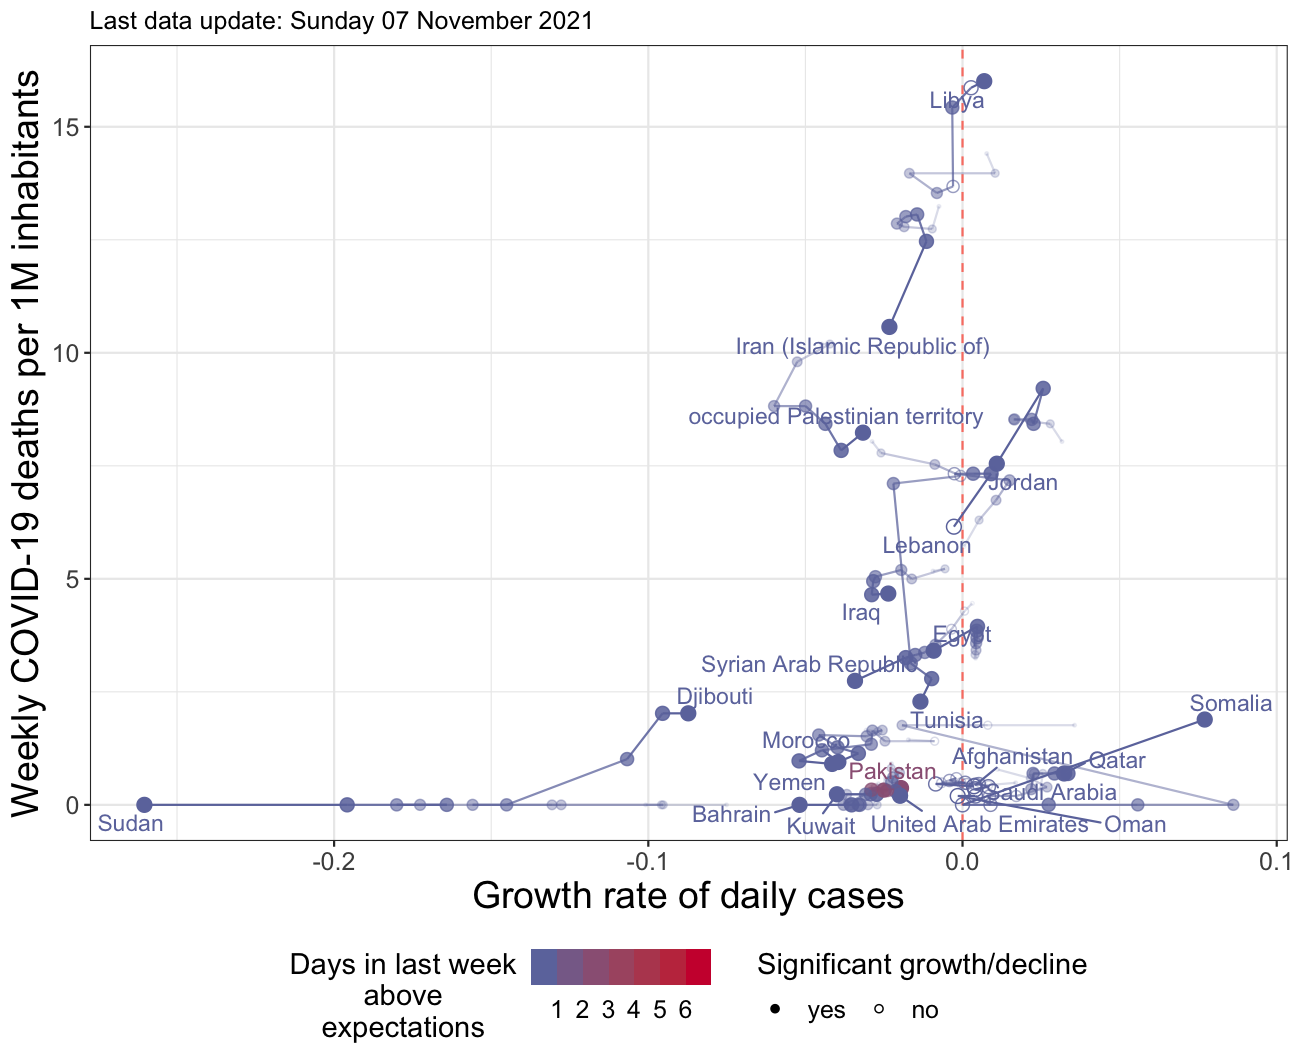 Last data update: Sunday 07 November 2021
Weekly COVID-19 deaths per 1M inhabitants
15
10
5
0
Libya
Iran (Islamic Republic of)
occupied Palestinian territory
Jordan
Lebanon
Iraq
Egypt
Syrian Arab Republic
Djibouti
Somalia
Tunisia
Morocco
Afghanistan
Qatar
Pakistan
Yemen
Saudi Arabia
Bahrain
Kuwait
United Arab Emirates
Oman
Sudan
-0.2
-0.1
0.0
0.1
Growth rate of daily cases
Days in last week
above
expectations
1 2 3 4 5 6
Significant growth/decline
yes
no